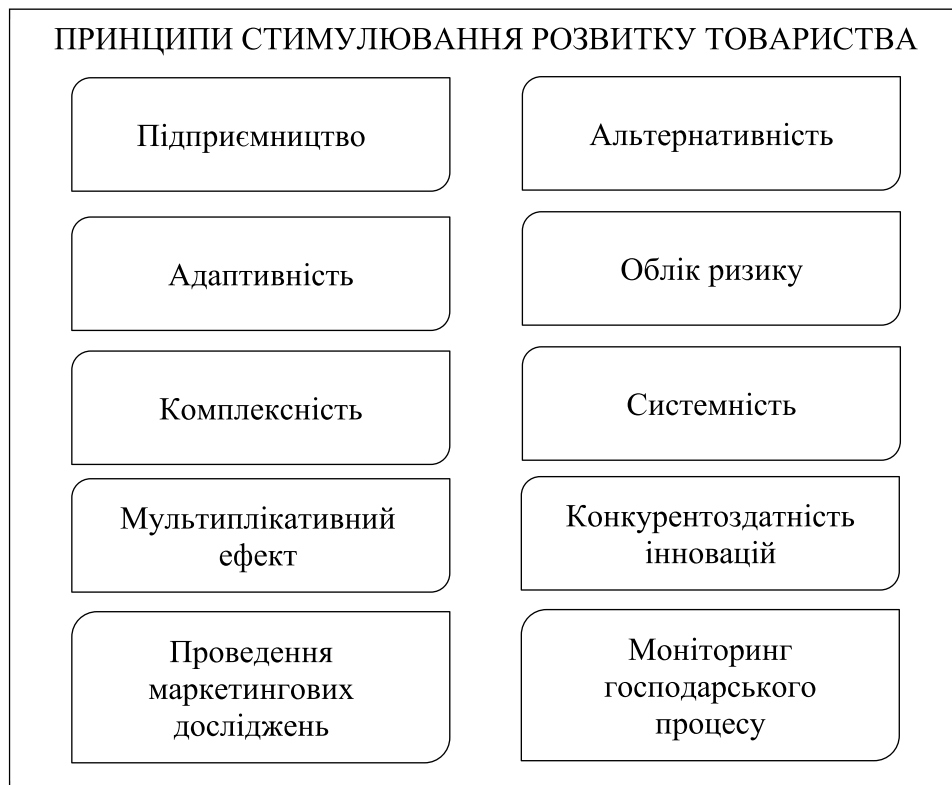 ПРИНЦИПИ СТИМУЛЮВАННЯ РОЗВИТКУ ТОВАРИСТВА
Підприємництво
Альтернативність
Адаптивність
Облік ризику
Комплексність
Системність
Мультиплікативний
ефект
Конкурентоздатність
інновацій
Проведення
маркетингових
досліджень
Моніторинг
господарського
процесу